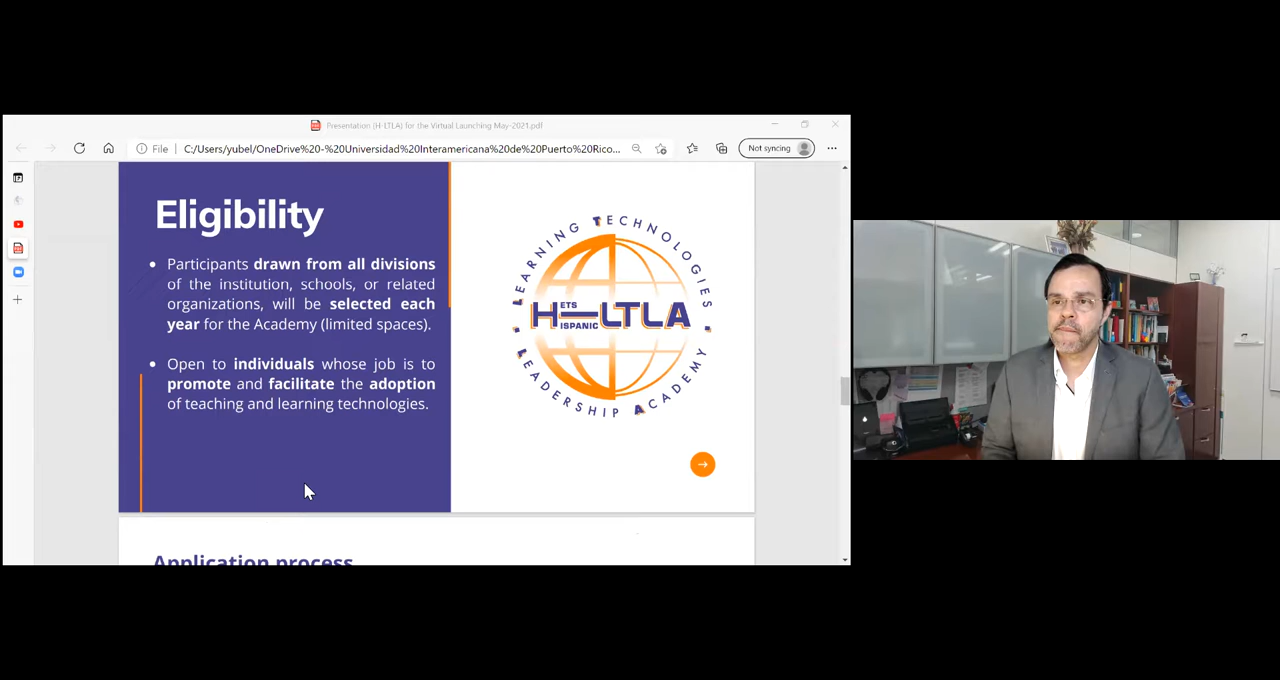 Presentation (H-LTLA) for the Virtual Launching May-2021.pdf
File C:/Users/yubel/OneDrive%20-%20Universidad%20Interamericana%20de%20Puerto%20Rico... Not syncing
Eligibility
• Participants drawn from all divisions
of the institution, schools, or related
organizations, will be selected each
year for the Academy (limited spaces).
• Open to individuals whose job is to
promote and facilitate the adoption
of teaching and learning technologies.
LEARNING TECHNOLOGIES
HETS
HISPANIC
H-LTLA
LEADERSHIP ACADEMY
Application process